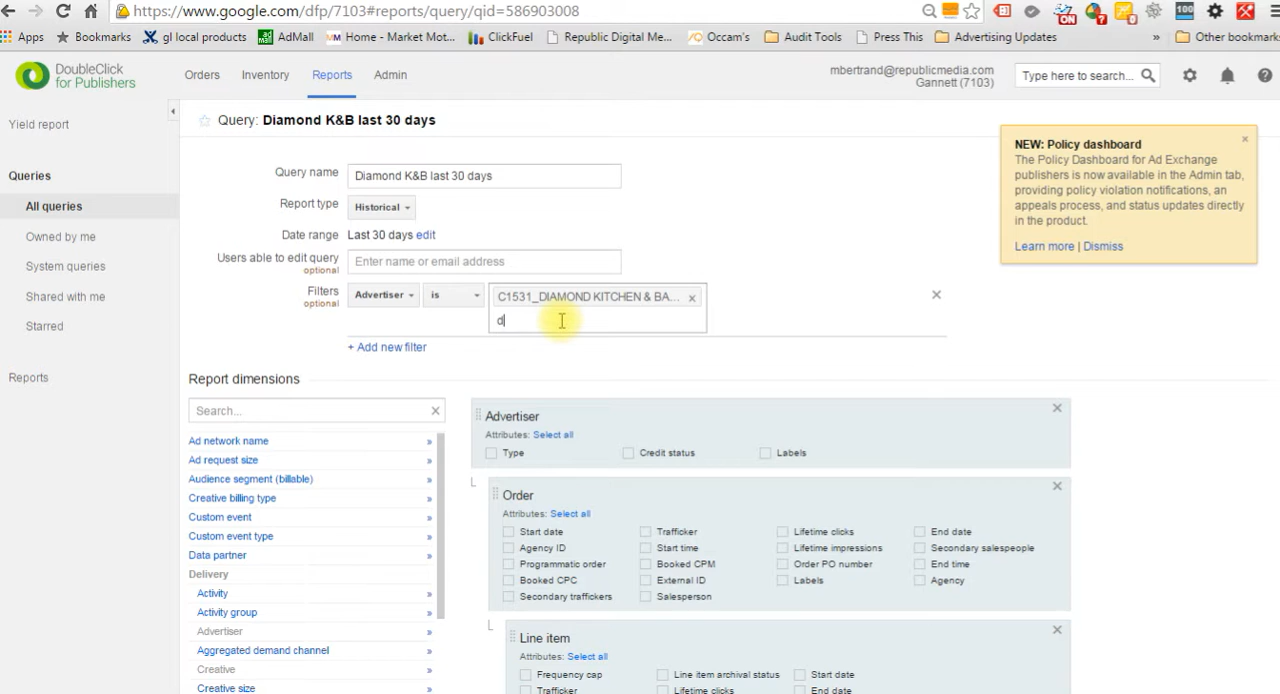 https://www.google.com/dfp/7103#reports/query/qid=586903008
ON
?
100
Apps Bookmarks gl local products AdMall Home - Market Mot... ClickFuel Republic Digital Me... Occam's Audit Tools Press This Advertising Updates » Other bookmarks
DoubleClick
for Publishers
Orders Inventory Reports Admin
mbertrand@republicmedia.com
Gannett (7103)
Type here to search...
Yield report
Queries
All queries
Owned by me
System queries
Shared with me
Starred
Reports
Query: Diamond K&B last 30 days
Query name Diamond K&B last 30 days
Report type Historical
Date range Last 30 days edit
Users able to edit query Enter name or email address
optional
Filters Advertiser is C1531_DIAMOND KITCHEN & BA...
optional
d
+ Add new filter
NEW: Policy dashboard
The Policy Dashboard for Ad Exchange
publishers is now available in the Admin tab,
providing policy violation notifications, an
appeals process, and status updates directly
in the product.
Learn more | Dismiss
Report dimensions
Search...
Ad network name »
Ad request size »
Audience segment (billable) »
Creative billing type »
Custom event »
Custom event type »
Data partner »
Delivery
Activity »
Activity group »
Advertiser »
Aggregated demand channel »
Creative »
Creative size »
Advertiser
Attributes: Select all
Type Credit status Labels
Order
Attributes: Select all
Start date Trafficker Lifetime clicks End date
Agency ID Start time Lifetime impressions Secondary salespeople
Programmatic order Booked CPM Order PO number End time
Booked CPC External ID Labels Agency
Secondary traffickers Salesperson
Line item
Attributes: Select all
Frequency cap Line item archival status Start date
Trafficker Lifetime clicks End date